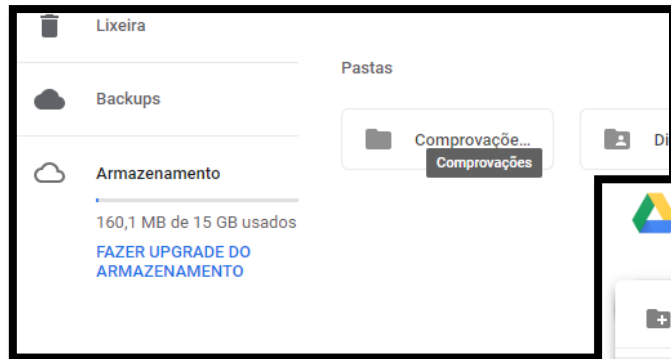 Lixeira
Pastas
Backups
Comprovaçõe...
Di
Comprovações
Armazenamento
160,1 MB de 15 GB usados
FAZER UPGRADE DO
ARMAZENAMENTO